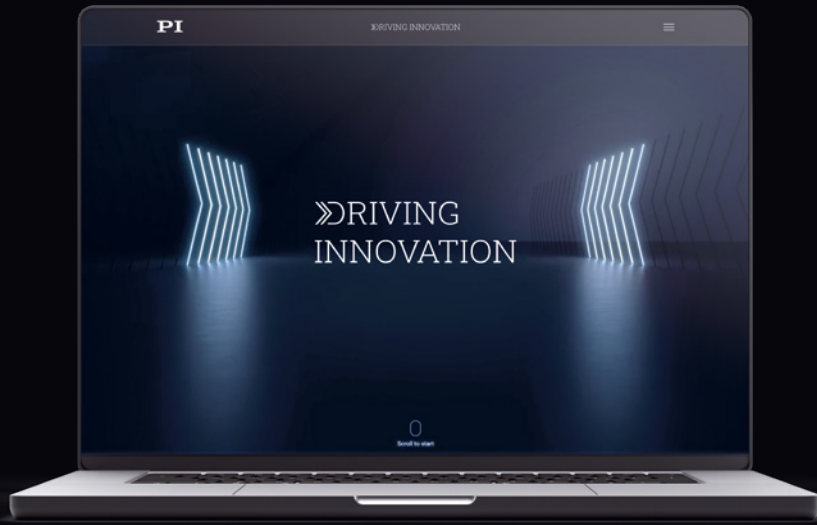 PI
DRIVING INNOVATION
DRIVING
INNOVATION
Scroll to start